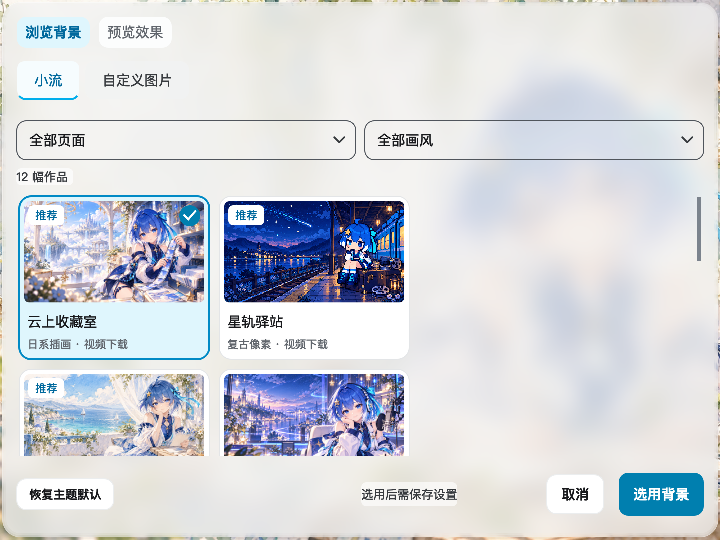 浏览背景 预览效果
小流 自定义图片
全部页面 全部画风
12 幅作品
推荐 推荐
云上收藏室 星轨驿站
日系插画 · 视频下载 复古像素 · 视频下载
推荐
恢复主题默认 选用后需保存设置 取消 选用背景